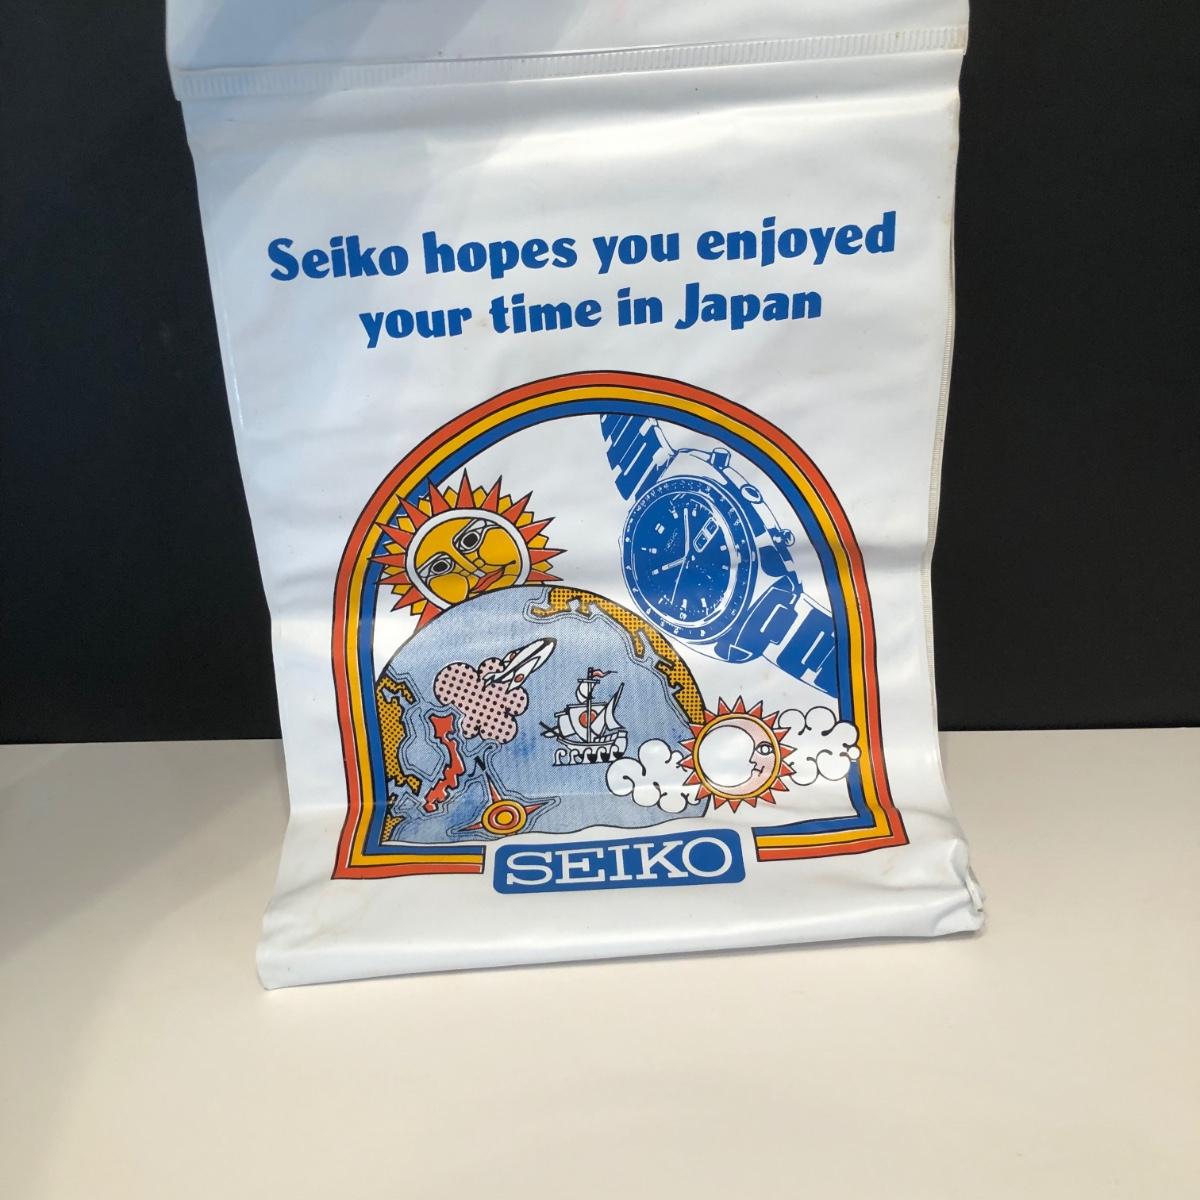 Seiko hopes you enjoyed
your time in Japan
N
SEIKO